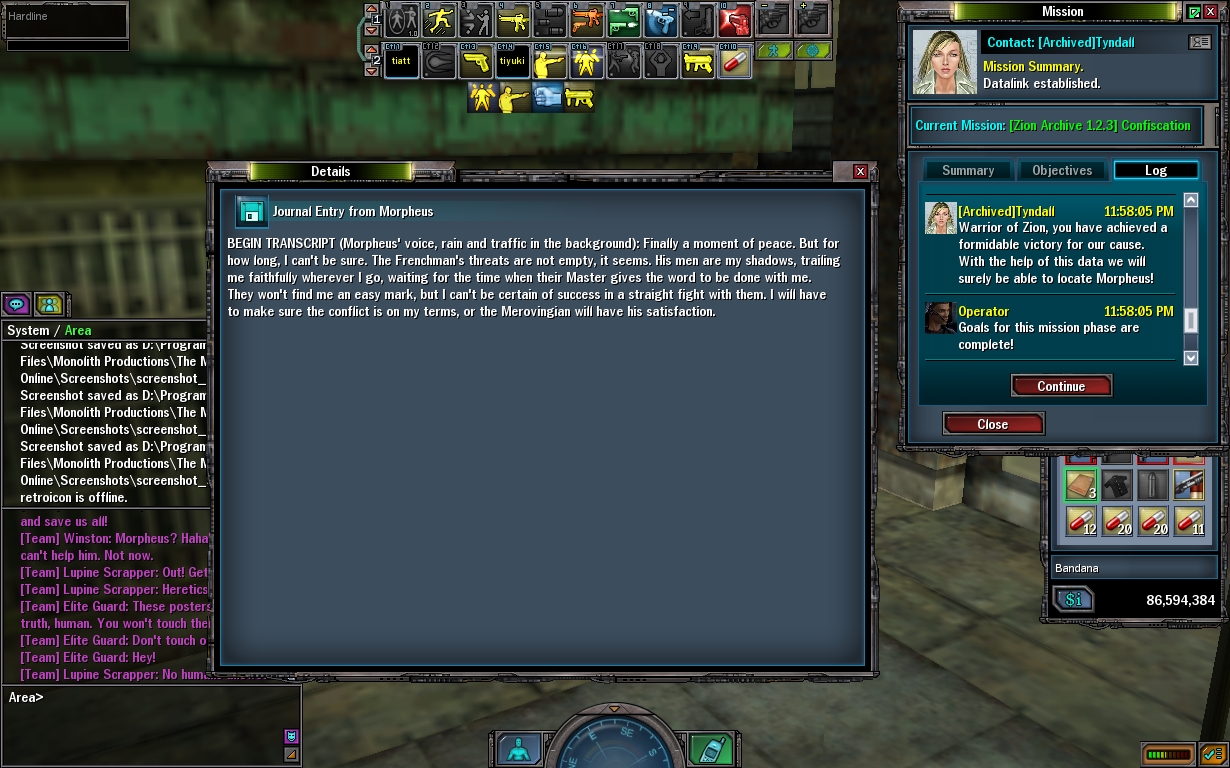 Hardline
1
2
tiatt
tiyuki
Mission
Contact: [Archived]Tyndall
Mission Summary.
Datalink established.
Current Mission: [Zion Archive 1.2.3] Confiscation
Summary
Objectives
Log
[Archived]Tyndall 11:58:05 PM
Warrior of Zion, you have achieved a
formidable victory for our cause.
With the help of this data we will
surely be able to locate Morpheus!
Operator 11:58:05 PM
Goals for this mission phase are
complete!
Continue
Close
Details
Journal Entry from Morpheus
BEGIN TRANSCRIPT (Morpheus' voice, rain and traffic in the background): Finally a moment of peace. But for
how long, I can't be sure. The Frenchman's threats are not empty, it seems. His men are my shadows, trailing
me faithfully wherever I go, waiting for the time when their Master gives the word to be done with me.
They won't find me an easy mark, but I can't be certain of success in a straight fight with them. I will have
to make sure the conflict is on my terms, or the Merovingian will have his satisfaction.
System / Area
Screenshot saved as D:\Program
Files\Monolith Productions\The M
Online\Screenshots\screenshot_
Screenshot saved as D:\Program
Files\Monolith Productions\The M
Online\Screenshots\screenshot_
Screenshot saved as D:\Program
Files\Monolith Productions\The M
Online\Screenshots\screenshot_
retroicon is offline.
and save us all!
[Team] Winston: Morpheus? Haha
can't help him. Not now.
[Team] Lupine Scrapper: Out! Get
[Team] Lupine Scrapper: Heretics
[Team] Elite Guard: These posters
truth, human. You won't touch the
[Team] Elite Guard: Don't touch o
[Team] Elite Guard: Hey!
[Team] Lupine Scrapper: No hum
Area>
3
12 20 20 11
Bandana
$i 86,594,384
E SE S
NE